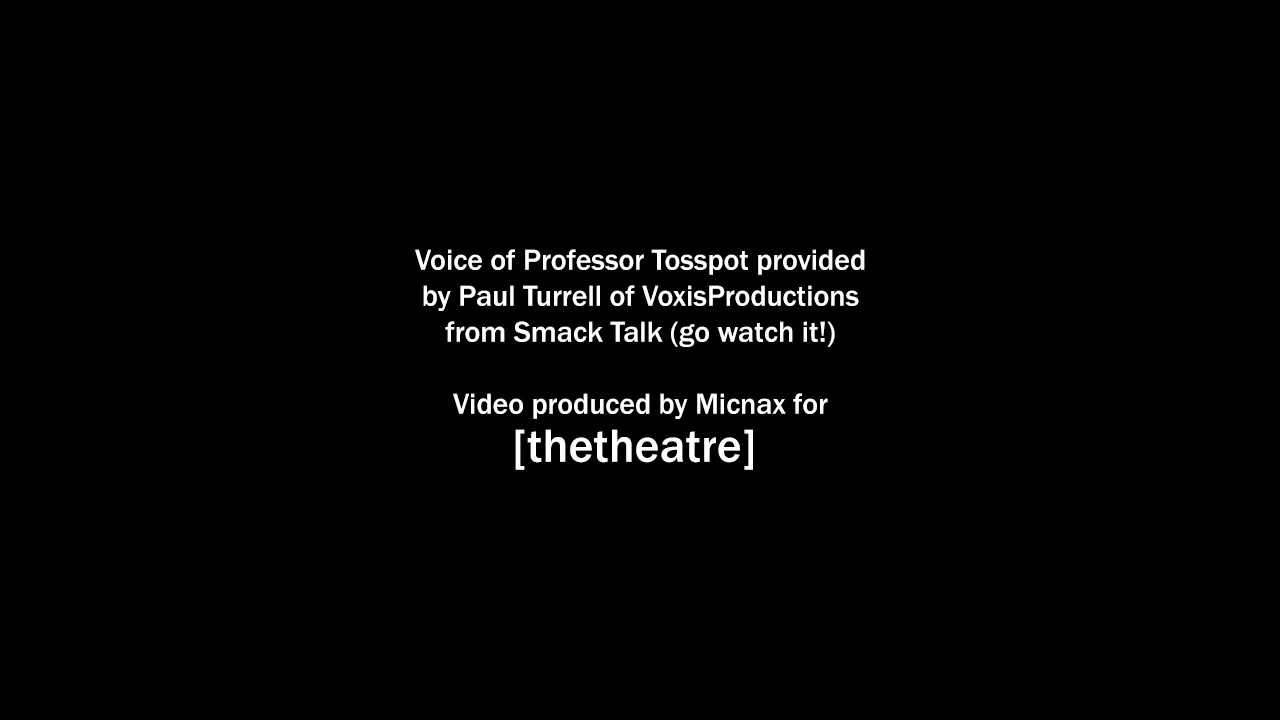 Voice of Professor Tosspot provided
by Paul Turrell of VoxisProductions
from Smack Talk (go watch it!)
Video produced by Micnax for
[thetheatre]